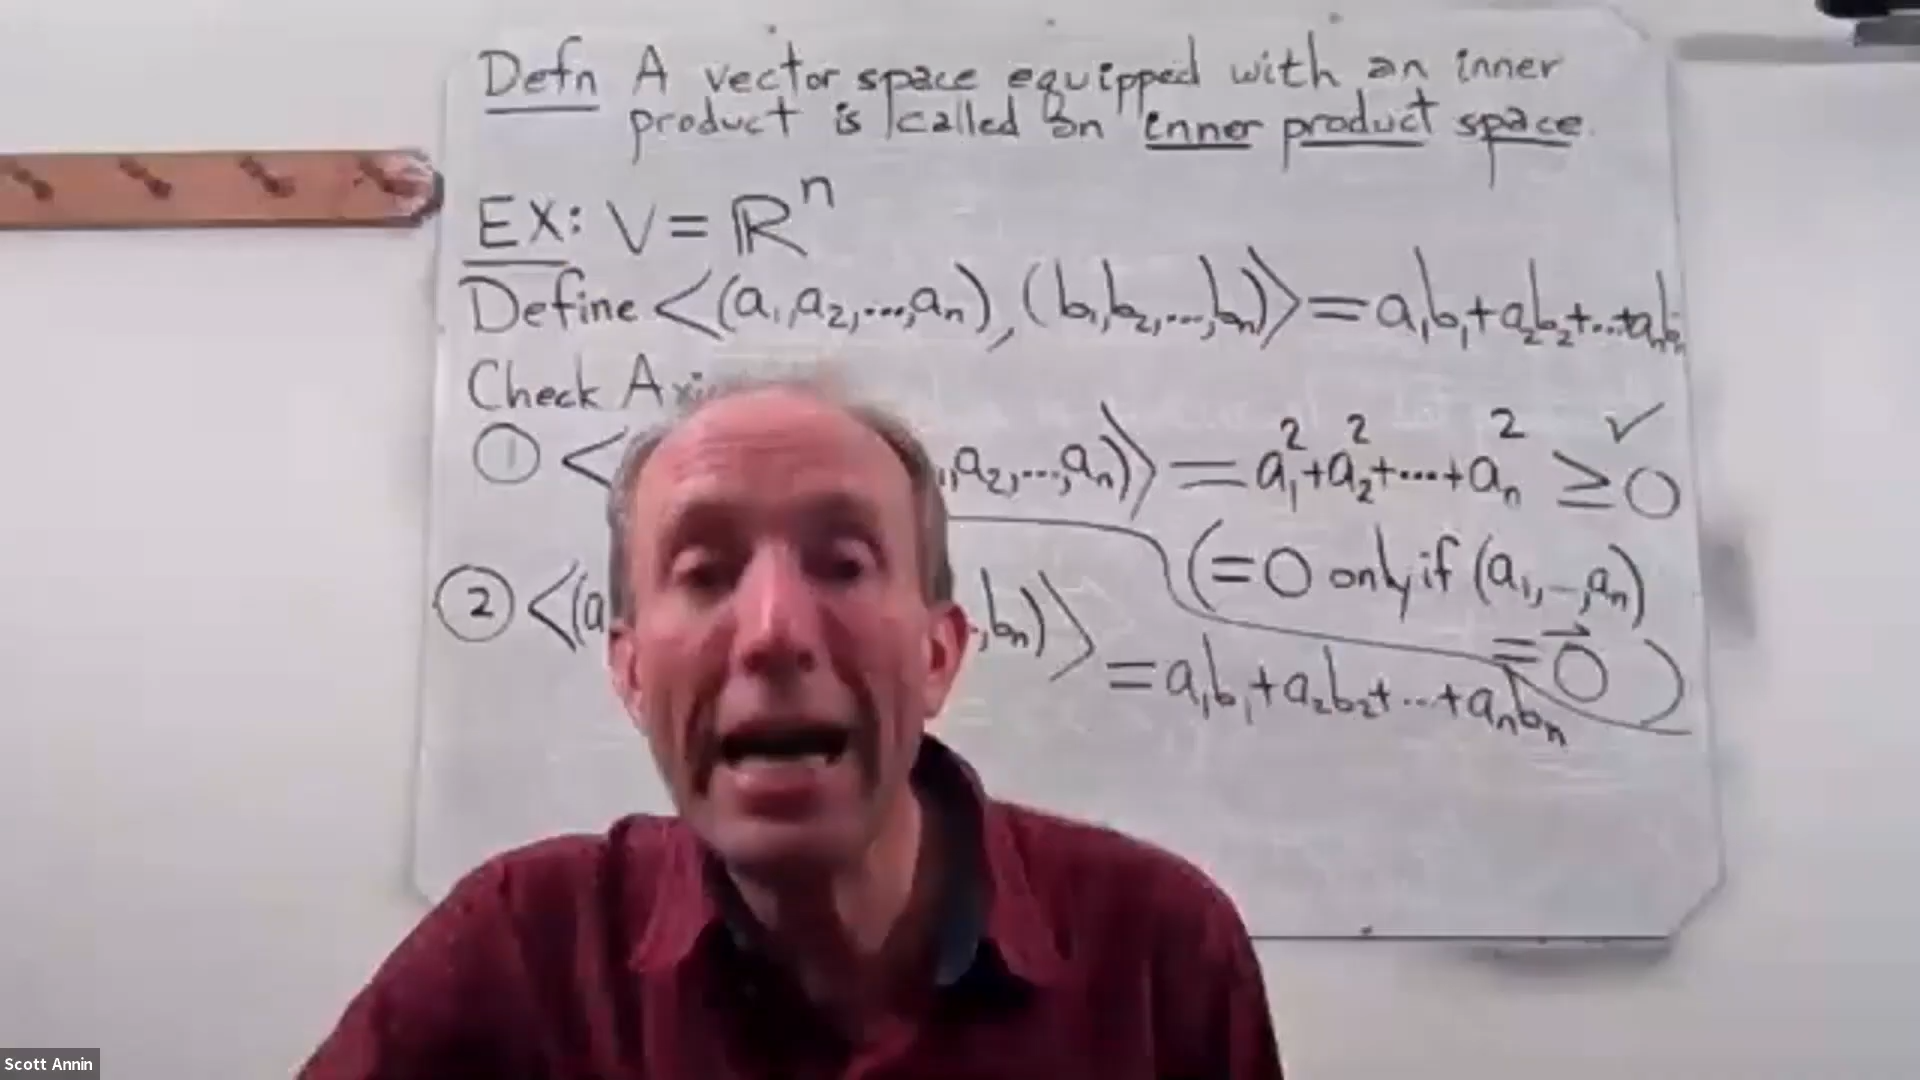 Defn A vector space equipped with an inner
product is called an inner product space.
EX: V = ℝⁿ
Define <(a₁,a₂,...,aₙ), (b₁,b₂,...,bₙ)> = a₁b₁+a₂b₂+...+aₙbₙ
Check
① < ,a₂,...,aₙ)> = a₁²+a₂²+....+aₙ² ≥ 0 ✓
(=0 only if (a₁,...,aₙ)
= 0⃗ )
② <(a ,bₙ)>
= a₁b₁+a₂b₂+...+aₙbₙ
Scott Annin